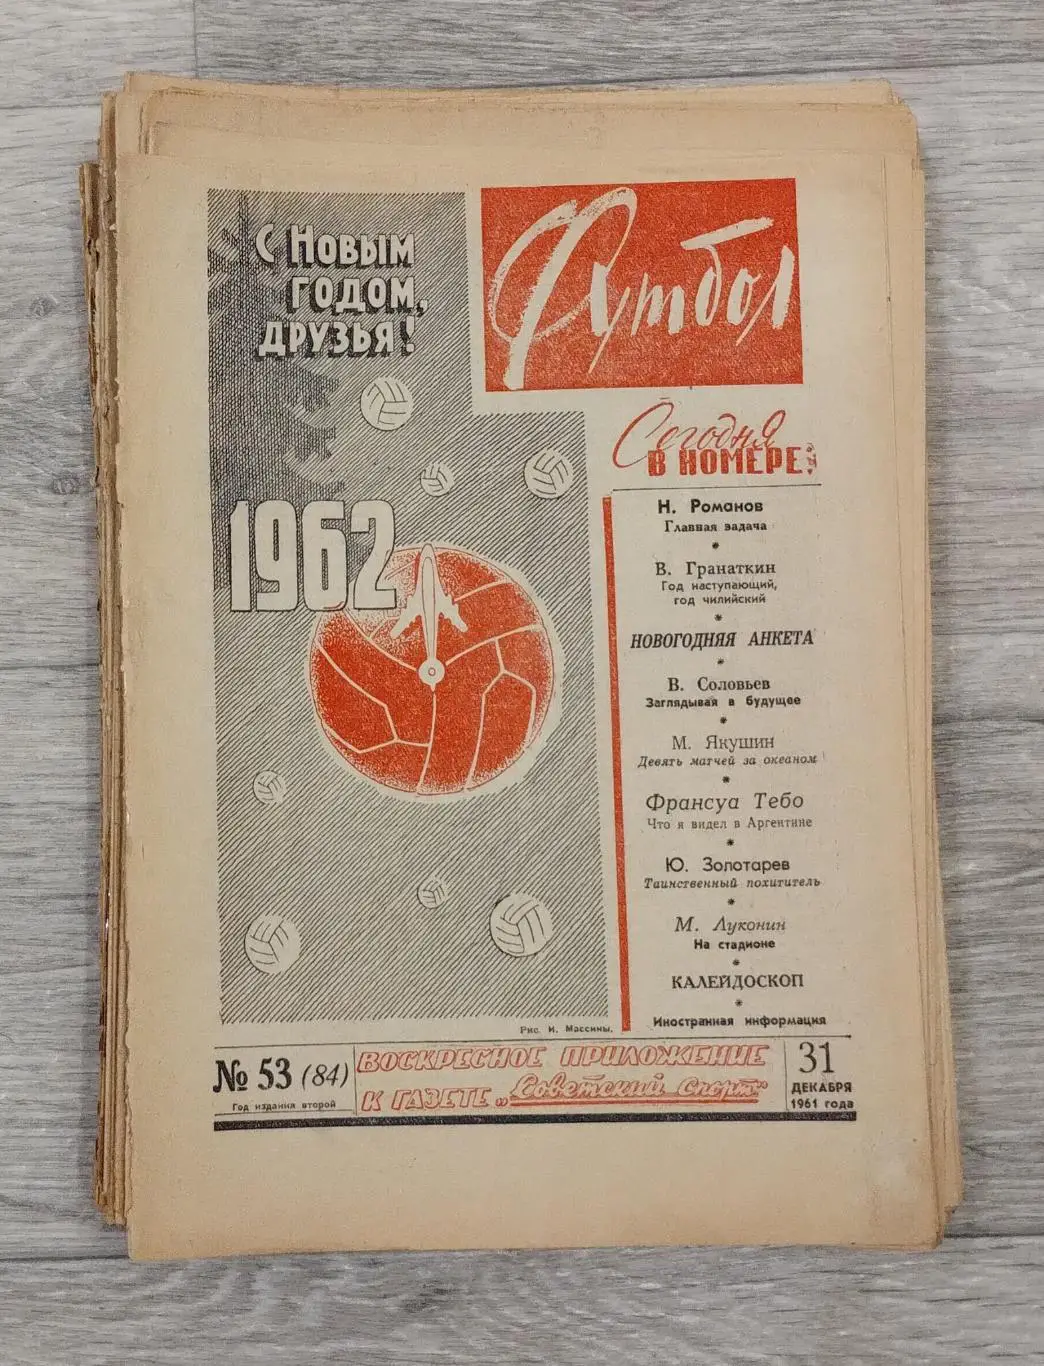 С Новым
годом,
друзья!
Футбол
1962
Сегодня
в номере:
Н. Романов
Главная задача
*
В. Гранаткин
Год наступающий,
год чилийский
*
НОВОГОДНЯЯ АНКЕТА
*
В. Соловьев
Заглядывая в будущее
*
М. Якушин
Девять матчей за океаном
*
Франсуа Тебо
Что я видел в Аргентине
*
Ю. Золотарев
Таинственный похититель
*
М. Луконин
На стадионе
*
КАЛЕЙДОСКОП
*
Иностранная информация
Рис. И. Массины.
№ 53 (84)
Год издания второй
ВОСКРЕСНОЕ ПРИЛОЖЕНИЕ
К ГАЗЕТЕ „Советский спорт"
31
ДЕКАБРЯ
1961 года